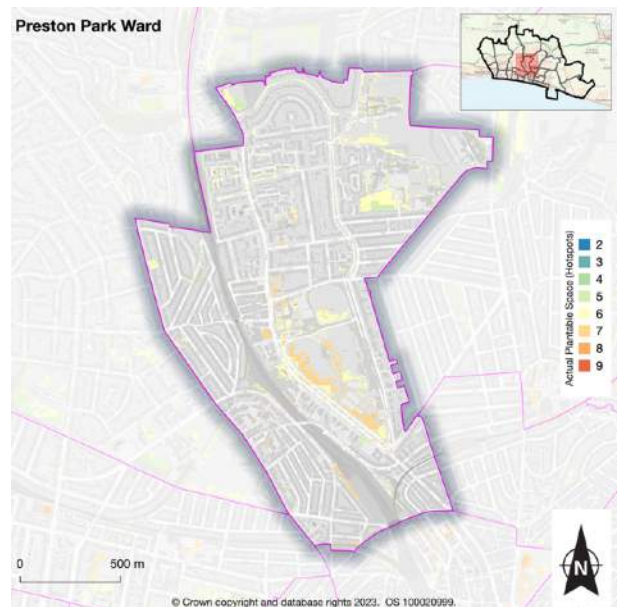 Preston Park Ward
Actual Plantable Space (Hotspots)
2
3
4
5
6
7
8
9
0 500 m
N
© Crown copyright and database rights 2023. OS 100020999.